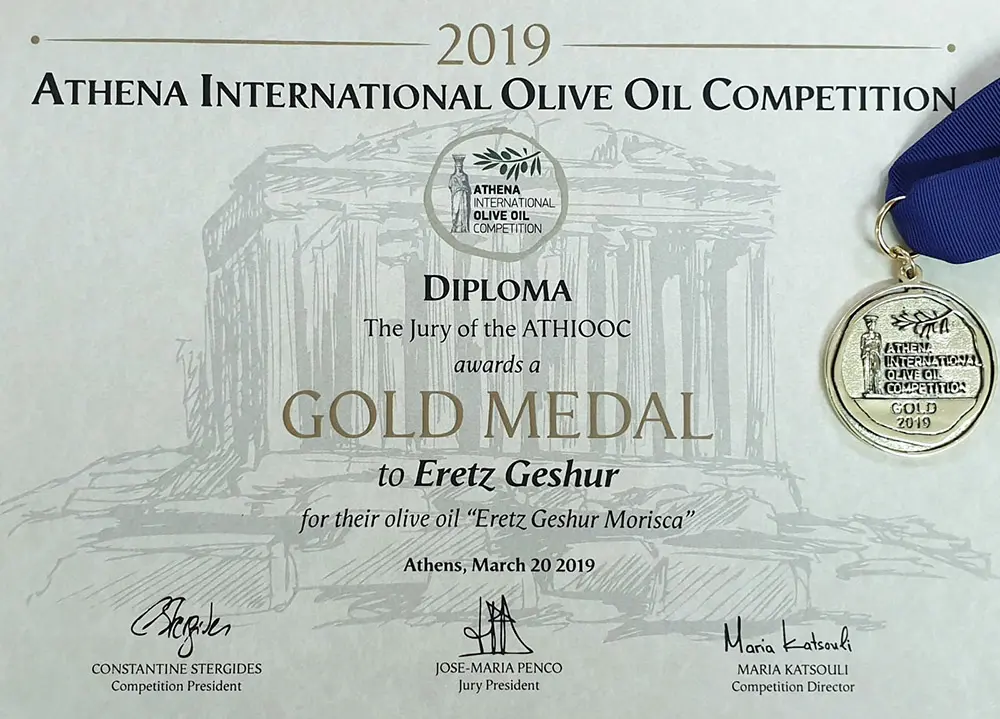 2019
ATHENA INTERNATIONAL OLIVE OIL COMPETITION
ATHENA
INTERNATIONAL
OLIVE OIL
COMPETITION
DIPLOMA
The Jury of the ATHIOOC
awards a
GOLD MEDAL
to Eretz Geshur
for their olive oil “Eretz Geshur Morisca”
Athens, March 20 2019
ATHENA
INTERNATIONAL
OLIVE OIL
COMPETITION
GOLD
2019
CStergides
Maria Katsouli
CONSTANTINE STERGIDES
Competition President
JOSE-MARIA PENCO
Jury President
MARIA KATSOULI
Competition Director